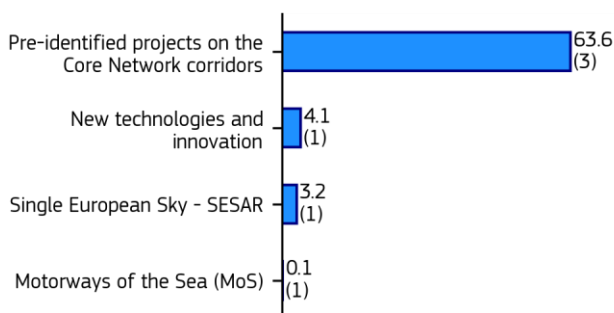 Pre-identified projects on the
Core Network corridors
63.6
(3)
New technologies and
innovation
4.1
(1)
Single European Sky - SESAR
3.2
(1)
Motorways of the Sea (MoS)
0.1
(1)